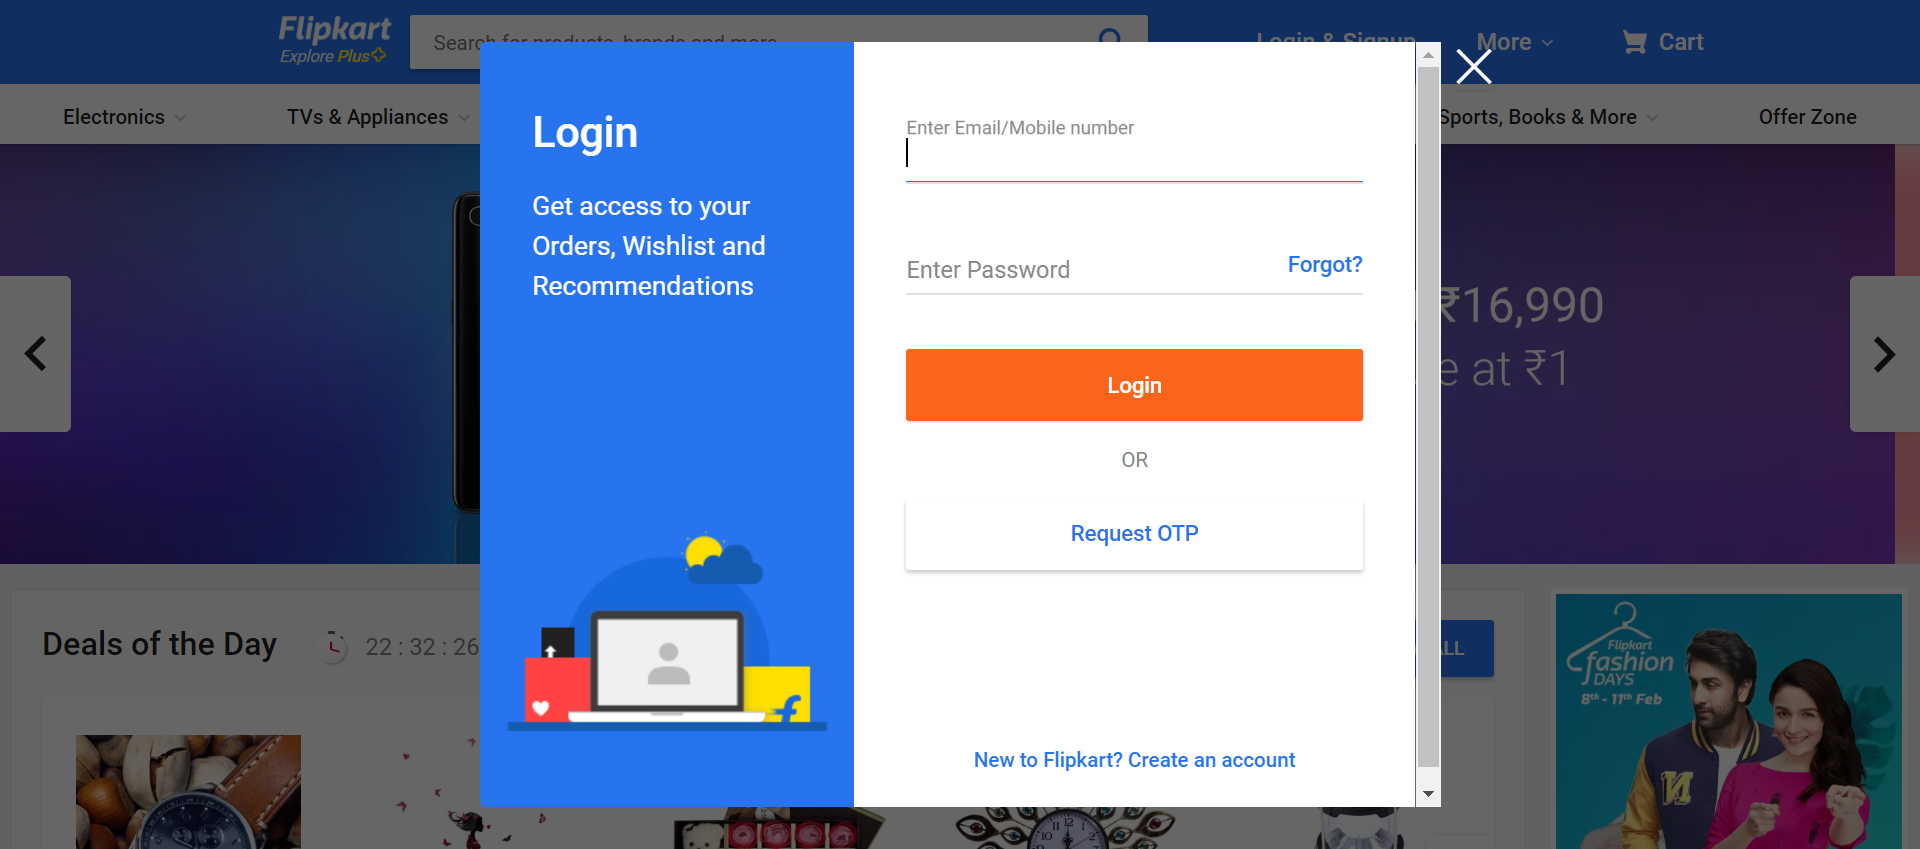 Flipkart
Explore Plus
Search for products, brands and more
Login & Signup
More
Cart
Electronics
TVs & Appliances
Sports, Books & More
Offer Zone
Login
Get access to your
Orders, Wishlist and
Recommendations
Enter Email/Mobile number
Enter Password
Forgot?
Login
OR
Request OTP
New to Flipkart? Create an account
₹16,990
at ₹1
Deals of the Day
22 : 32 : 26
Flipkart
fashion
DAYS
8th - 11th Feb